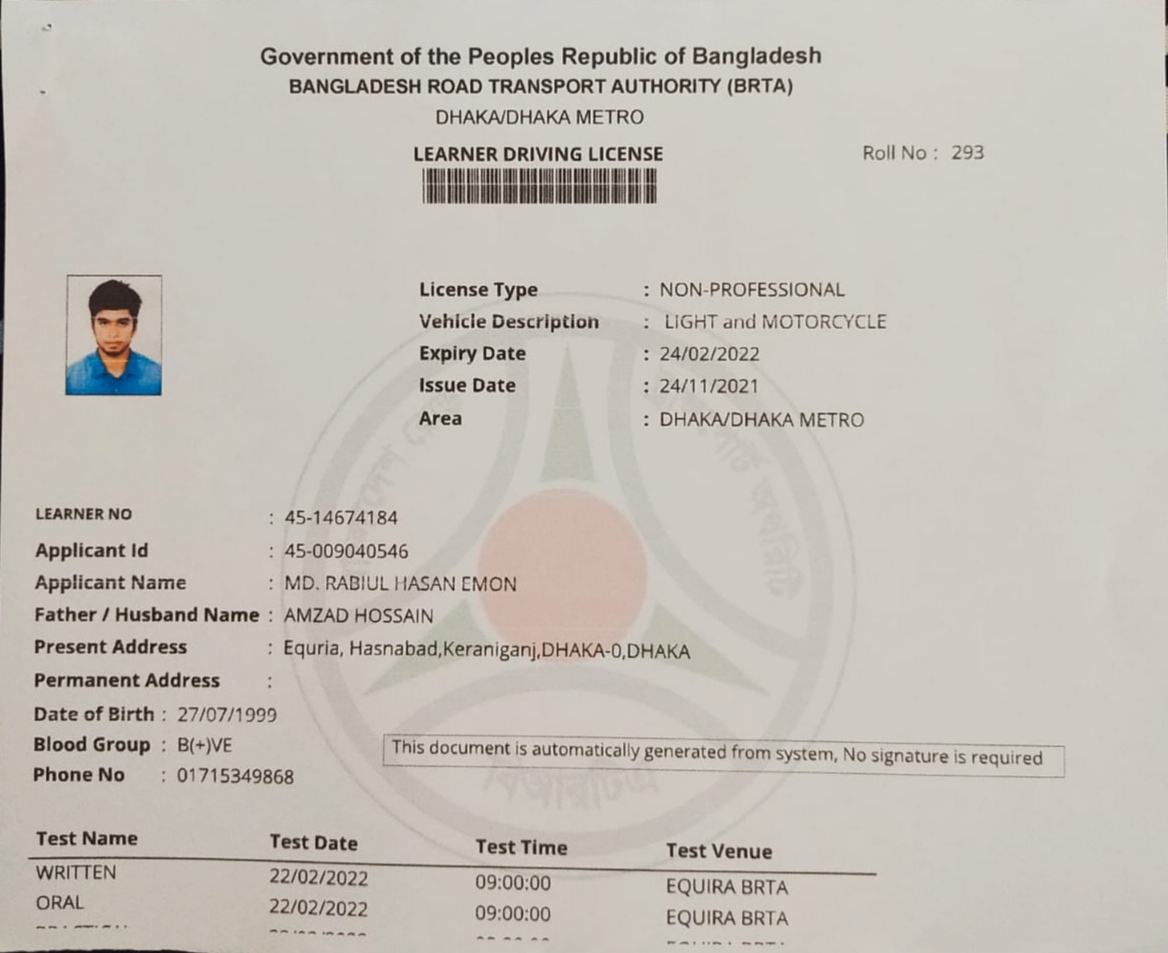 Government of the Peoples Republic of Bangladesh
BANGLADESH ROAD TRANSPORT AUTHORITY (BRTA)
DHAKA/DHAKA METRO
LEARNER DRIVING LICENSE
Roll No : 293
License Type : NON-PROFESSIONAL
Vehicle Description : LIGHT and MOTORCYCLE
Expiry Date : 24/02/2022
Issue Date : 24/11/2021
Area : DHAKA/DHAKA METRO
LEARNER NO : 45-14674184
Applicant Id : 45-009040546
Applicant Name : MD. RABIUL HASAN EMON
Father / Husband Name : AMZAD HOSSAIN
Present Address : Equria, Hasnabad,Keraniganj,DHAKA-0,DHAKA
Permanent Address :
Date of Birth : 27/07/1999
Blood Group : B(+)VE
Phone No : 01715349868
This document is automatically generated from system, No signature is required
বিআরটিএ
Test Name Test Date Test Time Test Venue
WRITTEN 22/02/2022 09:00:00 EQUIRA BRTA
ORAL 22/02/2022 09:00:00 EQUIRA BRTA